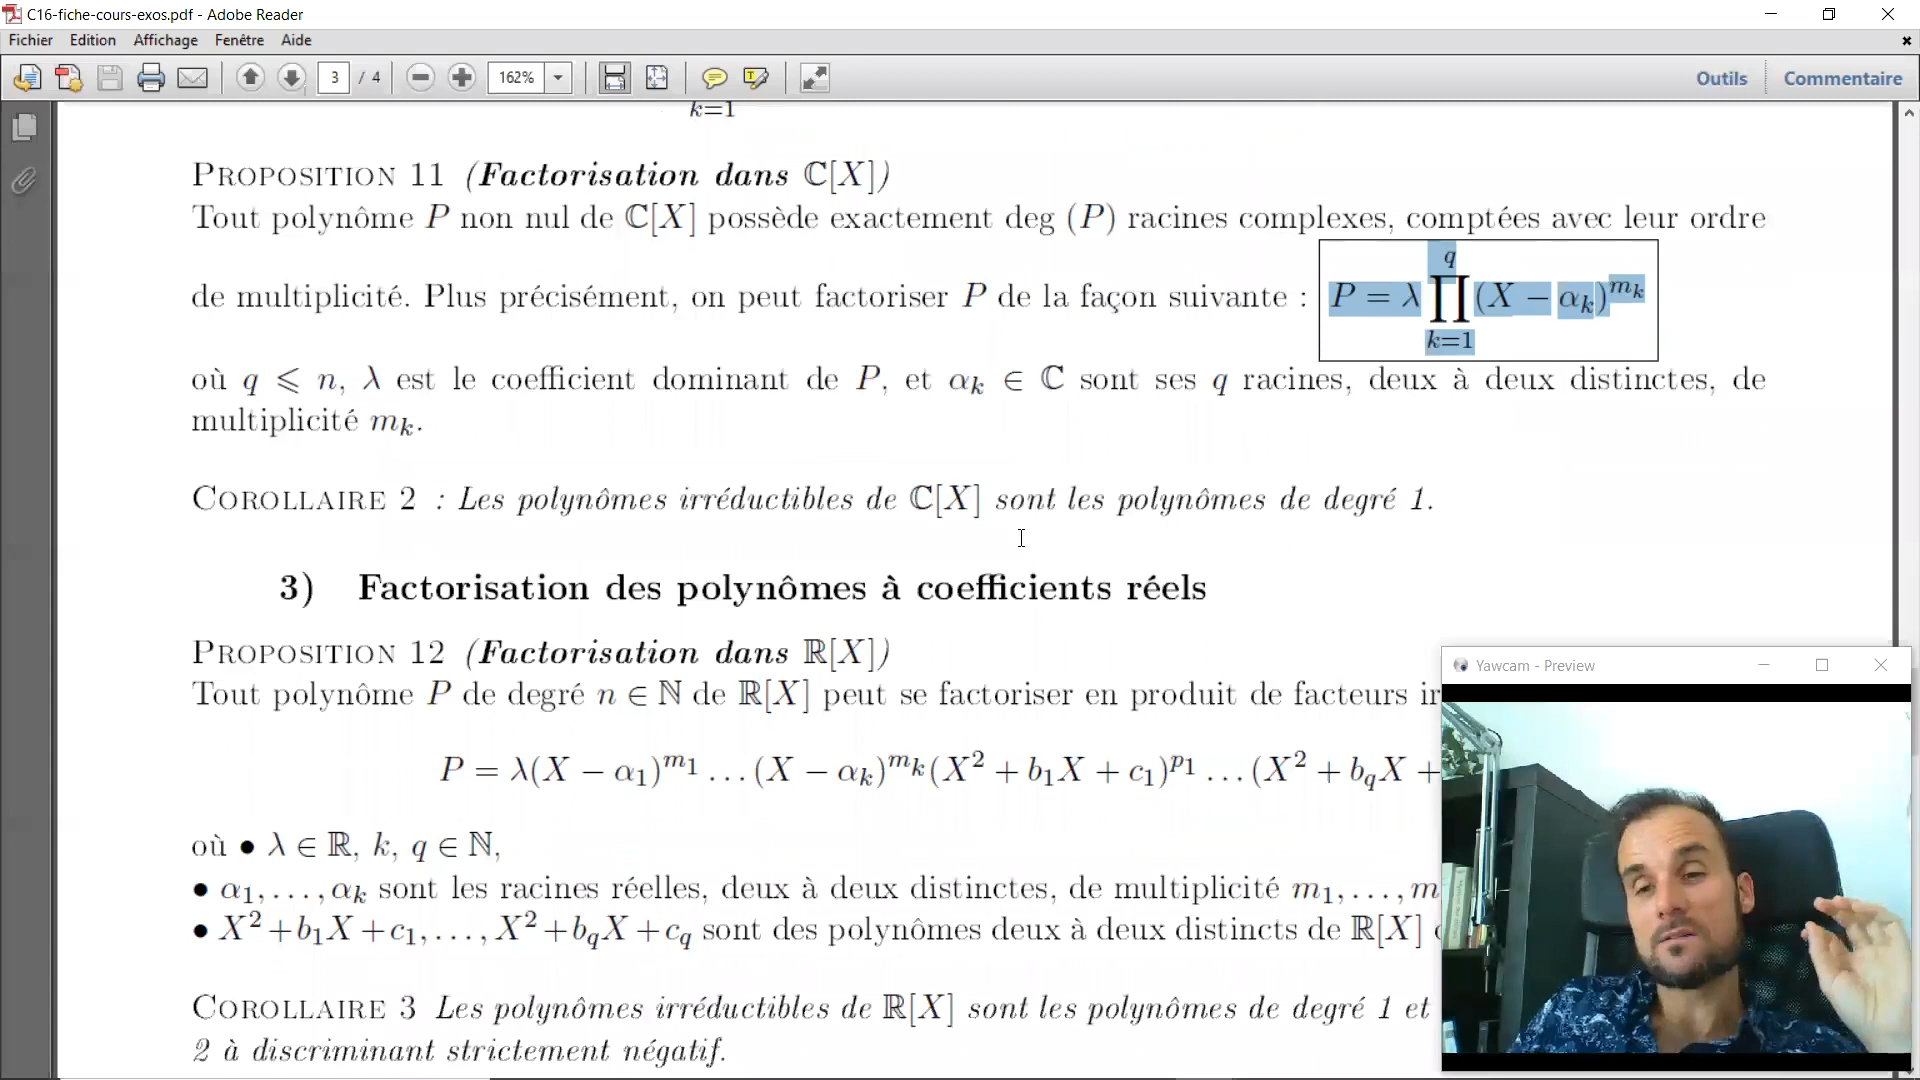 C16-fiche-cours-exos.pdf - Adobe Reader
Fichier Edition Affichage Fenêtre Aide
3 / 4 162% Outils Commentaire
k=1
PROPOSITION 11 (Factorisation dans ℂ[X])
Tout polynôme P non nul de ℂ[X] possède exactement deg (P) racines complexes, comptées avec leur ordre
de multiplicité. Plus précisément, on peut factoriser P de la façon suivante : P = λ ∏_{k=1}^{q} (X − α_k)^{m_k}
où q ⩽ n, λ est le coefficient dominant de P, et α_k ∈ ℂ sont ses q racines, deux à deux distinctes, de
multiplicité m_k.
COROLLAIRE 2 : Les polynômes irréductibles de ℂ[X] sont les polynômes de degré 1.
3) Factorisation des polynômes à coefficients réels
PROPOSITION 12 (Factorisation dans ℝ[X])
Tout polynôme P de degré n ∈ ℕ de ℝ[X] peut se factoriser en produit de facteurs
P = λ(X − α_1)^{m_1} … (X − α_k)^{m_k}(X^2 + b_1X + c_1)^{p_1} … (X^2 + b_qX +
où • λ ∈ ℝ, k, q ∈ ℕ,
• α_1, …, α_k sont les racines réelles, deux à deux distinctes, de multiplicité m_1, …, m
• X^2 + b_1X + c_1, …, X^2 + b_qX + c_q sont des polynômes deux à deux distincts de ℝ[X]
COROLLAIRE 3 Les polynômes irréductibles de ℝ[X] sont les polynômes de degré 1 et
2 à discriminant strictement négatif.
Yawcam - Preview